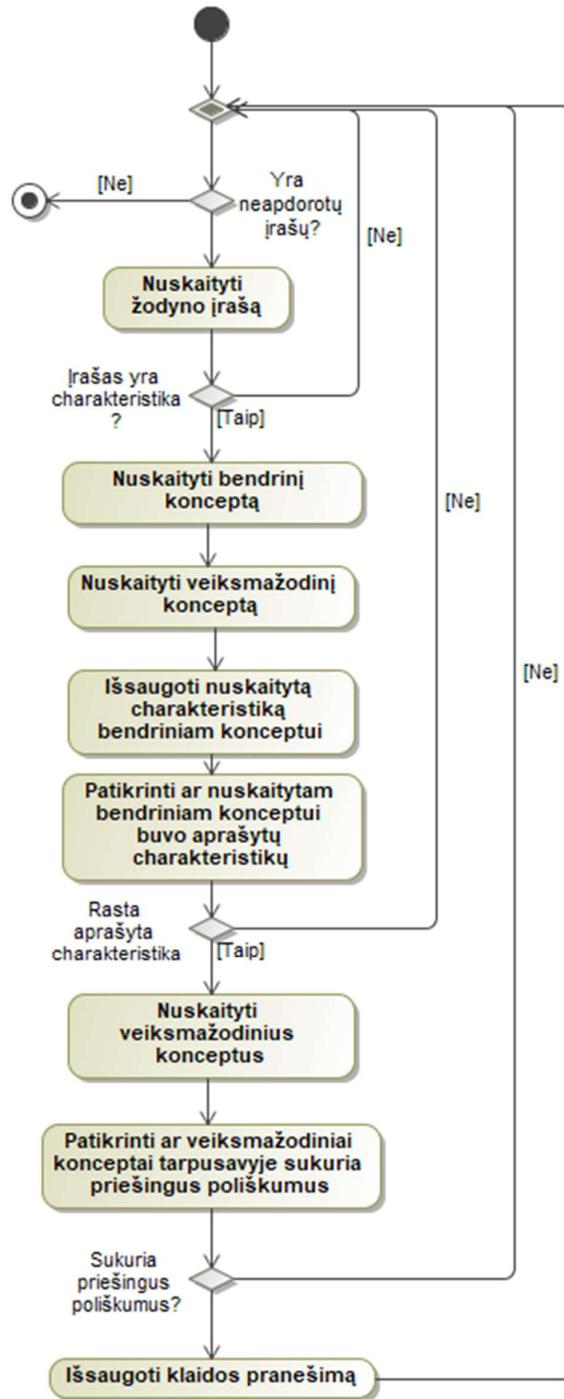 [Ne]
Yra
neapdorotų
įrašų?
[Ne]
Nuskaityti
žodyno įrašą
Įrašas yra
charakteristika
?
[Taip]
Nuskaityti bendrinį
konceptą
[Ne]
Nuskaityti veiksmažodinį
konceptą
[Ne]
Išsaugoti nuskaitytą
charakteristiką
bendriniam konceptui
Patikrinti ar nuskaitytam
bendriniam konceptui
buvo aprašytų
charakteristikų
Rasta
aprašyta
charakteristika
[Taip]
Nuskaityti
veiksmažodinius
konceptus
Patikrinti ar veiksmažodiniai
konceptai tarpusavyje sukuria
priešingus poliškumus
Sukuria
priešingus
poliškumus?
Išsaugoti klaidos pranešimą